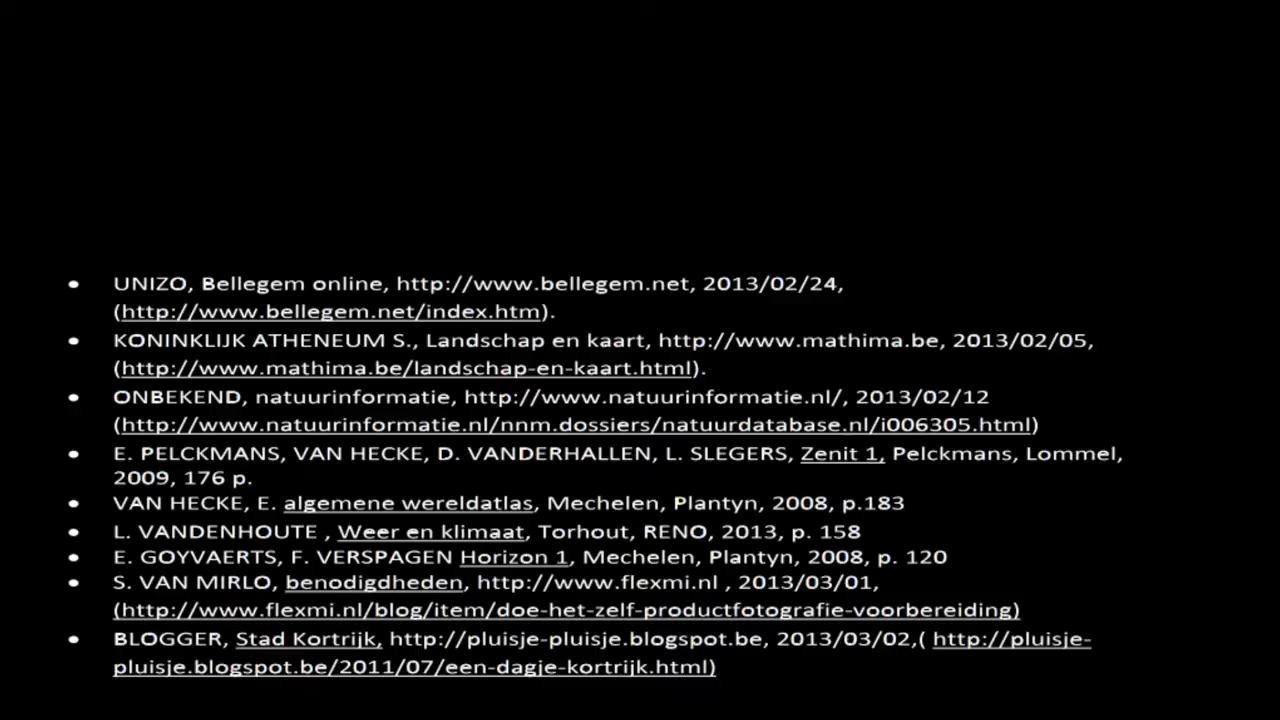 • UNIZO, Bellegem online, http://www.bellegem.net, 2013/02/24,
(http://www.bellegem.net/index.htm).
• KONINKLIJK ATHENEUM S., Landschap en kaart, http://www.mathima.be, 2013/02/05,
(http://www.mathima.be/landschap-en-kaart.html).
• ONBEKEND, natuurinformatie, http://www.natuurinformatie.nl/, 2013/02/12
(http://www.natuurinformatie.nl/nnm.dossiers/natuurdatabase.nl/i006305.html)
• E. PELCKMANS, VAN HECKE, D. VANDERHALLEN, L. SLEGERS, Zenit 1, Pelckmans, Lommel,
2009, 176 p.
• VAN HECKE, E. algemene wereldatlas, Mechelen, Plantyn, 2008, p.183
• L. VANDENHOUTE , Weer en klimaat, Torhout, RENO, 2013, p. 158
• E. GOYVAERTS, F. VERSPAGEN Horizon 1, Mechelen, Plantyn, 2008, p. 120
• S. VAN MIRLO, benodigdheden, http://www.flexmi.nl , 2013/03/01,
(http://www.flexmi.nl/blog/item/doe-het-zelf-productfotografie-voorbereiding)
• BLOGGER, Stad Kortrijk, http://pluisje-pluisje.blogspot.be, 2013/03/02,( http://pluisje-
pluisje.blogspot.be/2011/07/een-dagje-kortrijk.html)